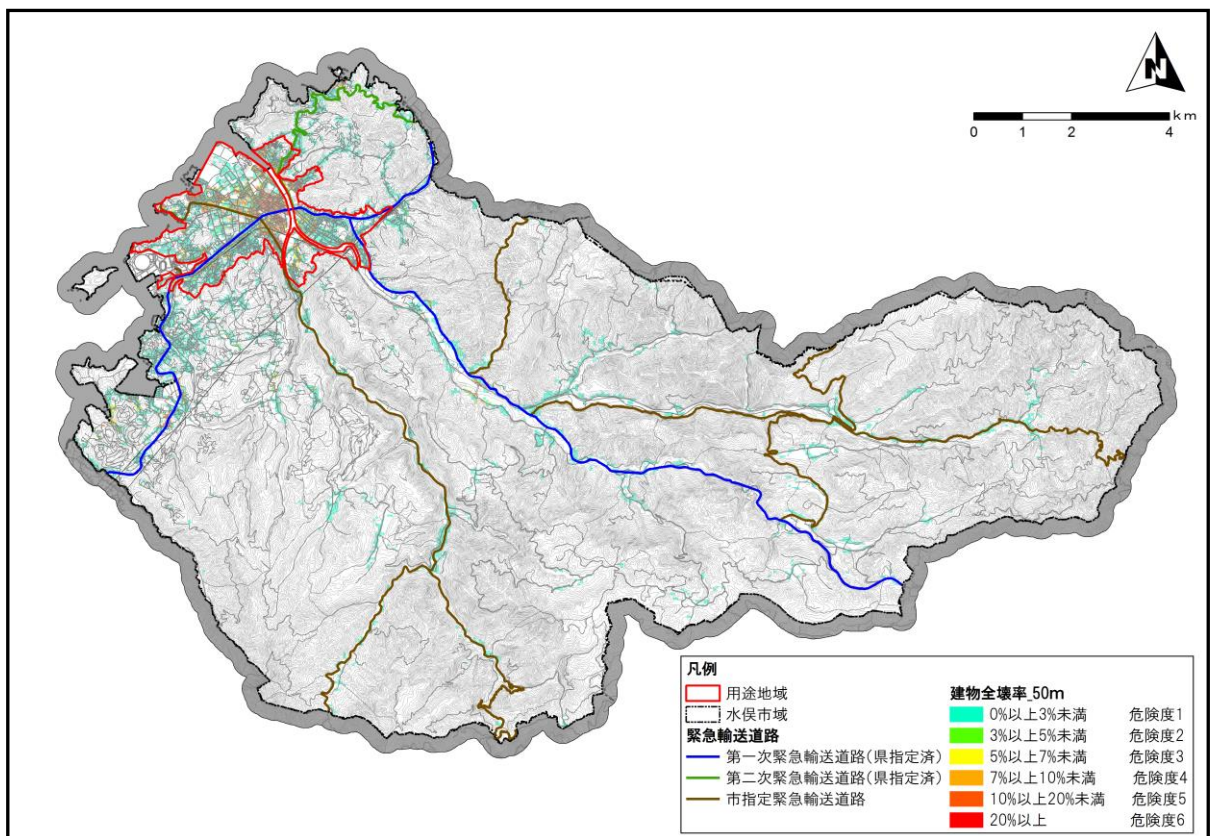 N
0 1 2 4 km
凡例
用途地域
水俣市域
緊急輸送道路
第一次緊急輸送道路(県指定済)
第二次緊急輸送道路(県指定済)
市指定緊急輸送道路
建物全壊率_50m
0%以上3%未満 危険度1
3%以上5%未満 危険度2
5%以上7%未満 危険度3
7%以上10%未満 危険度4
10%以上20%未満 危険度5
20%以上 危険度6